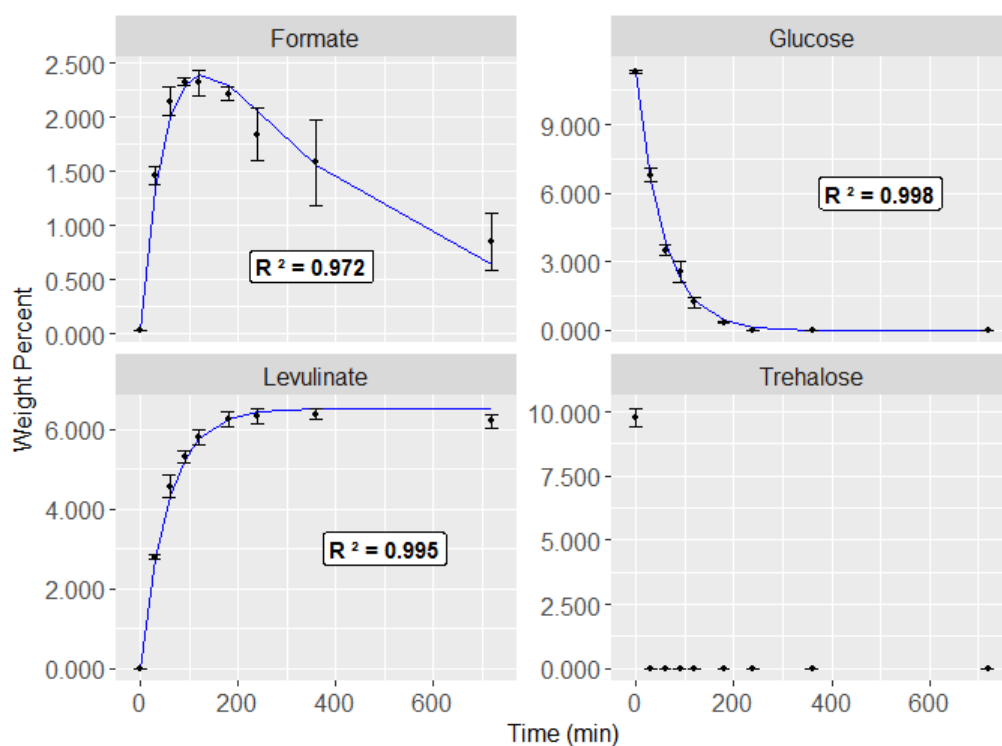 Formate
Glucose
2.500
2.000
1.500
1.000
0.500
0.000
R ² = 0.972
9.000
6.000
3.000
0.000
R ² = 0.998
Weight Percent
Levulinate
Trehalose
6.000
4.000
2.000
0.000
R ² = 0.995
10.000
7.500
5.000
2.500
0.000
0 200 400 600
0 200 400 600
Time (min)